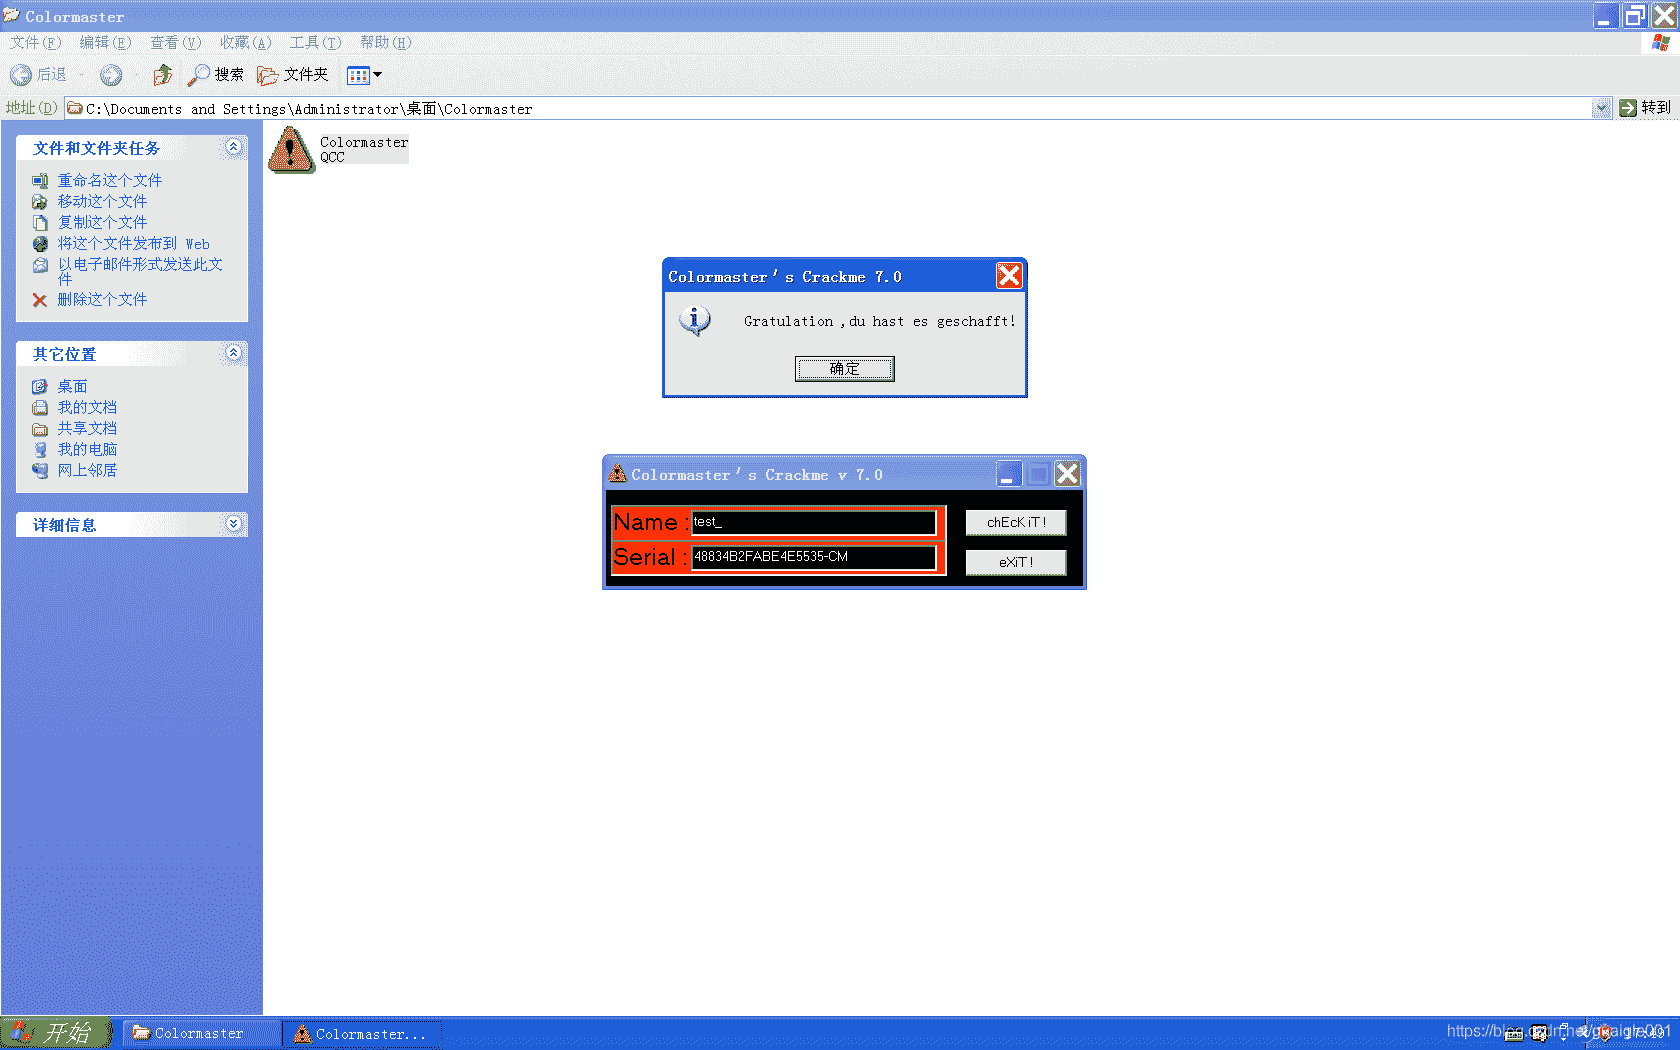 Colormaster
文件(F) 编辑(E) 查看(V) 收藏(A) 工具(T) 帮助(H)
后退 搜索 文件夹
地址(D) C:\Documents and Settings\Administrator\桌面\Colormaster 转到
文件和文件夹任务
重命名这个文件
移动这个文件
复制这个文件
将这个文件发布到 Web
以电子邮件形式发送此文
件
删除这个文件
其它位置
桌面
我的文档
共享文档
我的电脑
网上邻居
详细信息
Colormaster
QCC
Colormaster's Crackme 7.0
Gratulation ,du hast es geschafft!
确定
Colormaster's Crackme v 7.0
Name : test_
chEcK iT !
Serial : 48834B2FABE4E5535-CM
eXiT !
开始 Colormaster Colormaster...
17:49